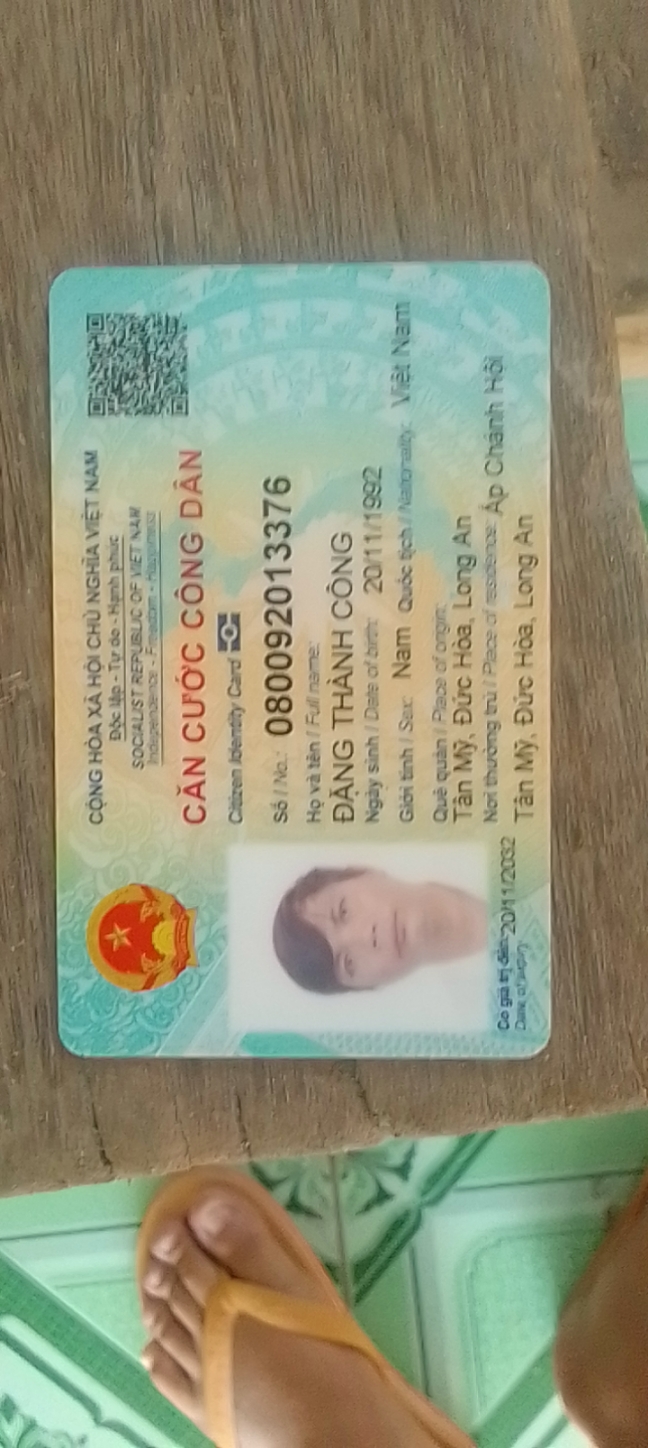 CỘNG HÒA XÃ HỘI CHỦ NGHĨA VIỆT NAM
Độc lập - Tự do - Hạnh phúc
SOCIALIST REPUBLIC OF VIET NAM
Independence - Freedom - Happiness
CĂN CƯỚC CÔNG DÂN
Citizen Identity Card
Số / No.: 080092013376
Họ và tên / Full name:
ĐẶNG THÀNH CÔNG
Ngày sinh / Date of birth: 20/11/1992
Giới tính / Sex: Nam Quốc tịch / Nationality: Việt Nam
Quê quán / Place of origin:
Tân Mỹ, Đức Hòa, Long An
Nơi thường trú / Place of residence: Ấp Chánh Hội
Tân Mỹ, Đức Hòa, Long An
Có giá trị đến: 20/11/2032
Date of expiry